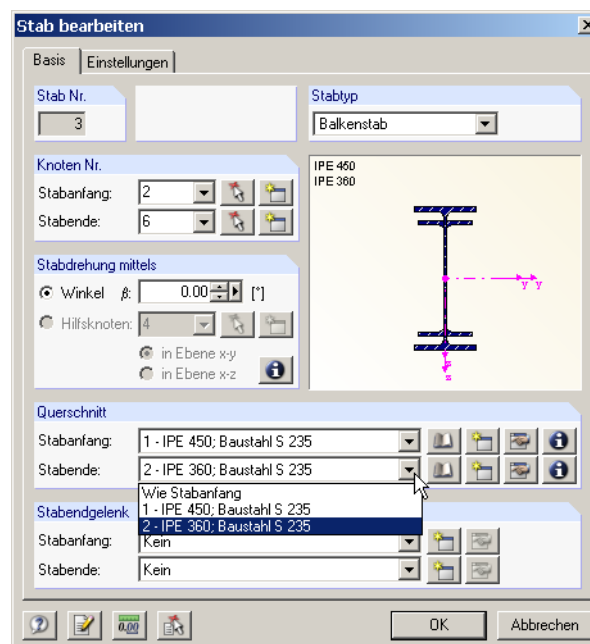 Stab bearbeiten
Basis Einstellungen
Stab Nr.
3
Stabtyp
Balkenstab
Knoten Nr.
Stabanfang: 2
Stabende: 6
IPE 450
IPE 360
y y
z
z
Stabdrehung mittels
Winkel β: 0.00 [°]
Hilfsknoten: 4
in Ebene x-y
in Ebene x-z
Querschnitt
Stabanfang: 1 - IPE 450; Baustahl S 235
Stabende: 2 - IPE 360; Baustahl S 235
Wie Stabanfang
1 - IPE 450; Baustahl S 235
2 - IPE 360; Baustahl S 235
Stabendgelenk
Stabanfang: Kein
Stabende: Kein
0.00
OK Abbrechen